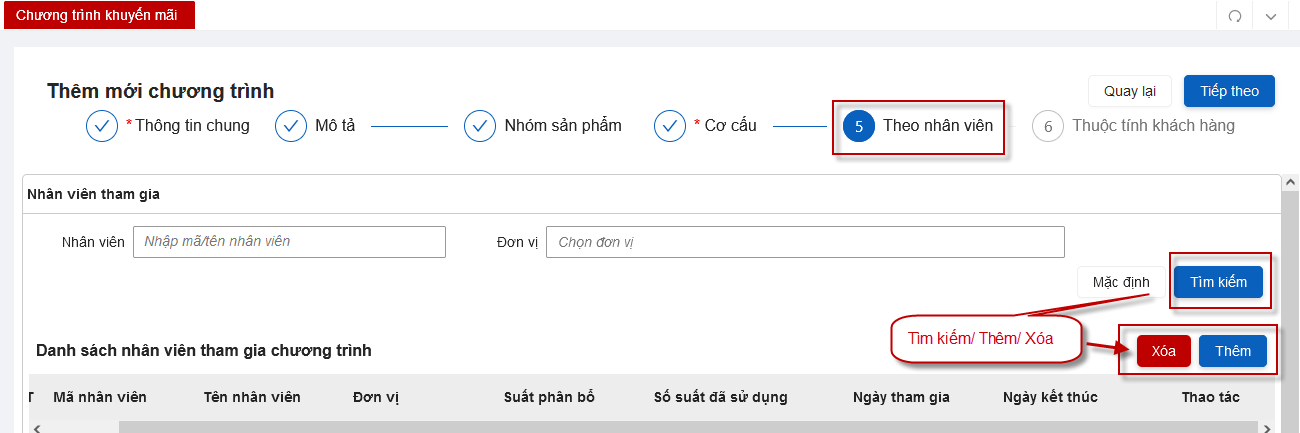 Chương trình khuyến mãi
Thêm mới chương trình
Quay lại
Tiếp theo
* Thông tin chung
Mô tả
Nhóm sản phẩm
* Cơ cấu
5 Theo nhân viên
6 Thuộc tính khách hàng
Nhân viên tham gia
Nhân viên Nhập mã/tên nhân viên
Đơn vị Chọn đơn vị
Mặc định
Tìm kiếm
Tìm kiếm/ Thêm/ Xóa
Danh sách nhân viên tham gia chương trình
Xóa
Thêm
T Mã nhân viên Tên nhân viên Đơn vị Suất phân bổ Số suất đã sử dụng Ngày tham gia Ngày kết thúc Thao tác